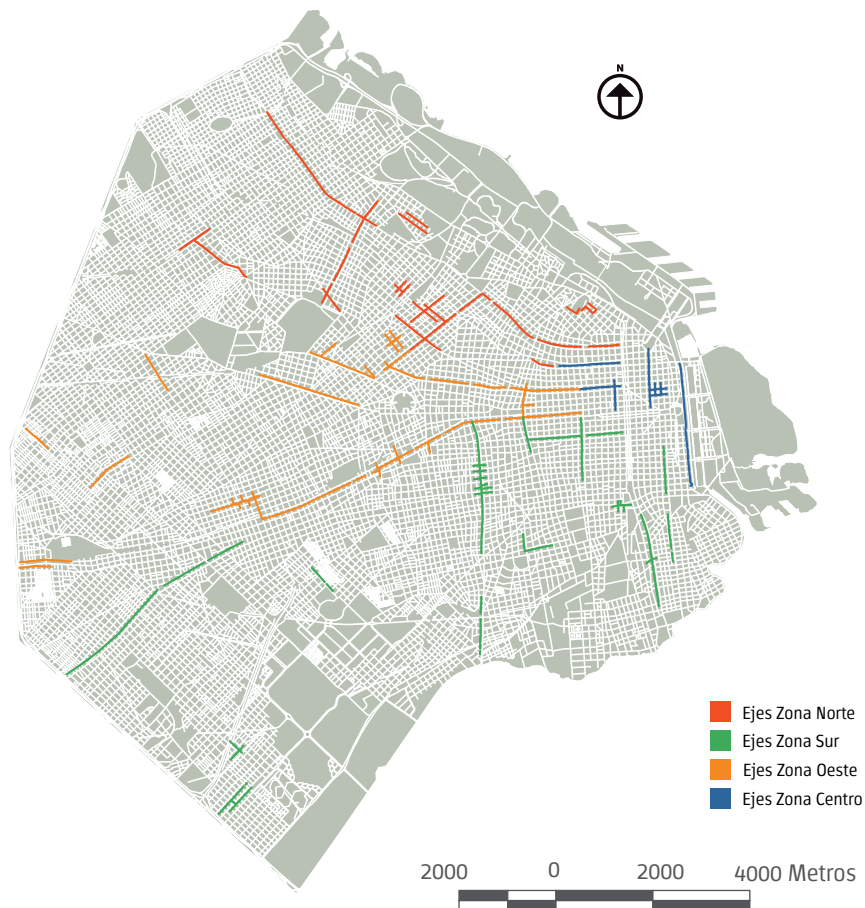 N
Ejes Zona Norte
Ejes Zona Sur
Ejes Zona Oeste
Ejes Zona Centro
2000 0 2000 4000 Metros